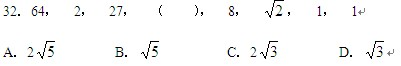 32．64， 2， 27， （ ）， 8， √2， 1， 1↵
A．2√5 B．√5 C．2√3 D．√3↵